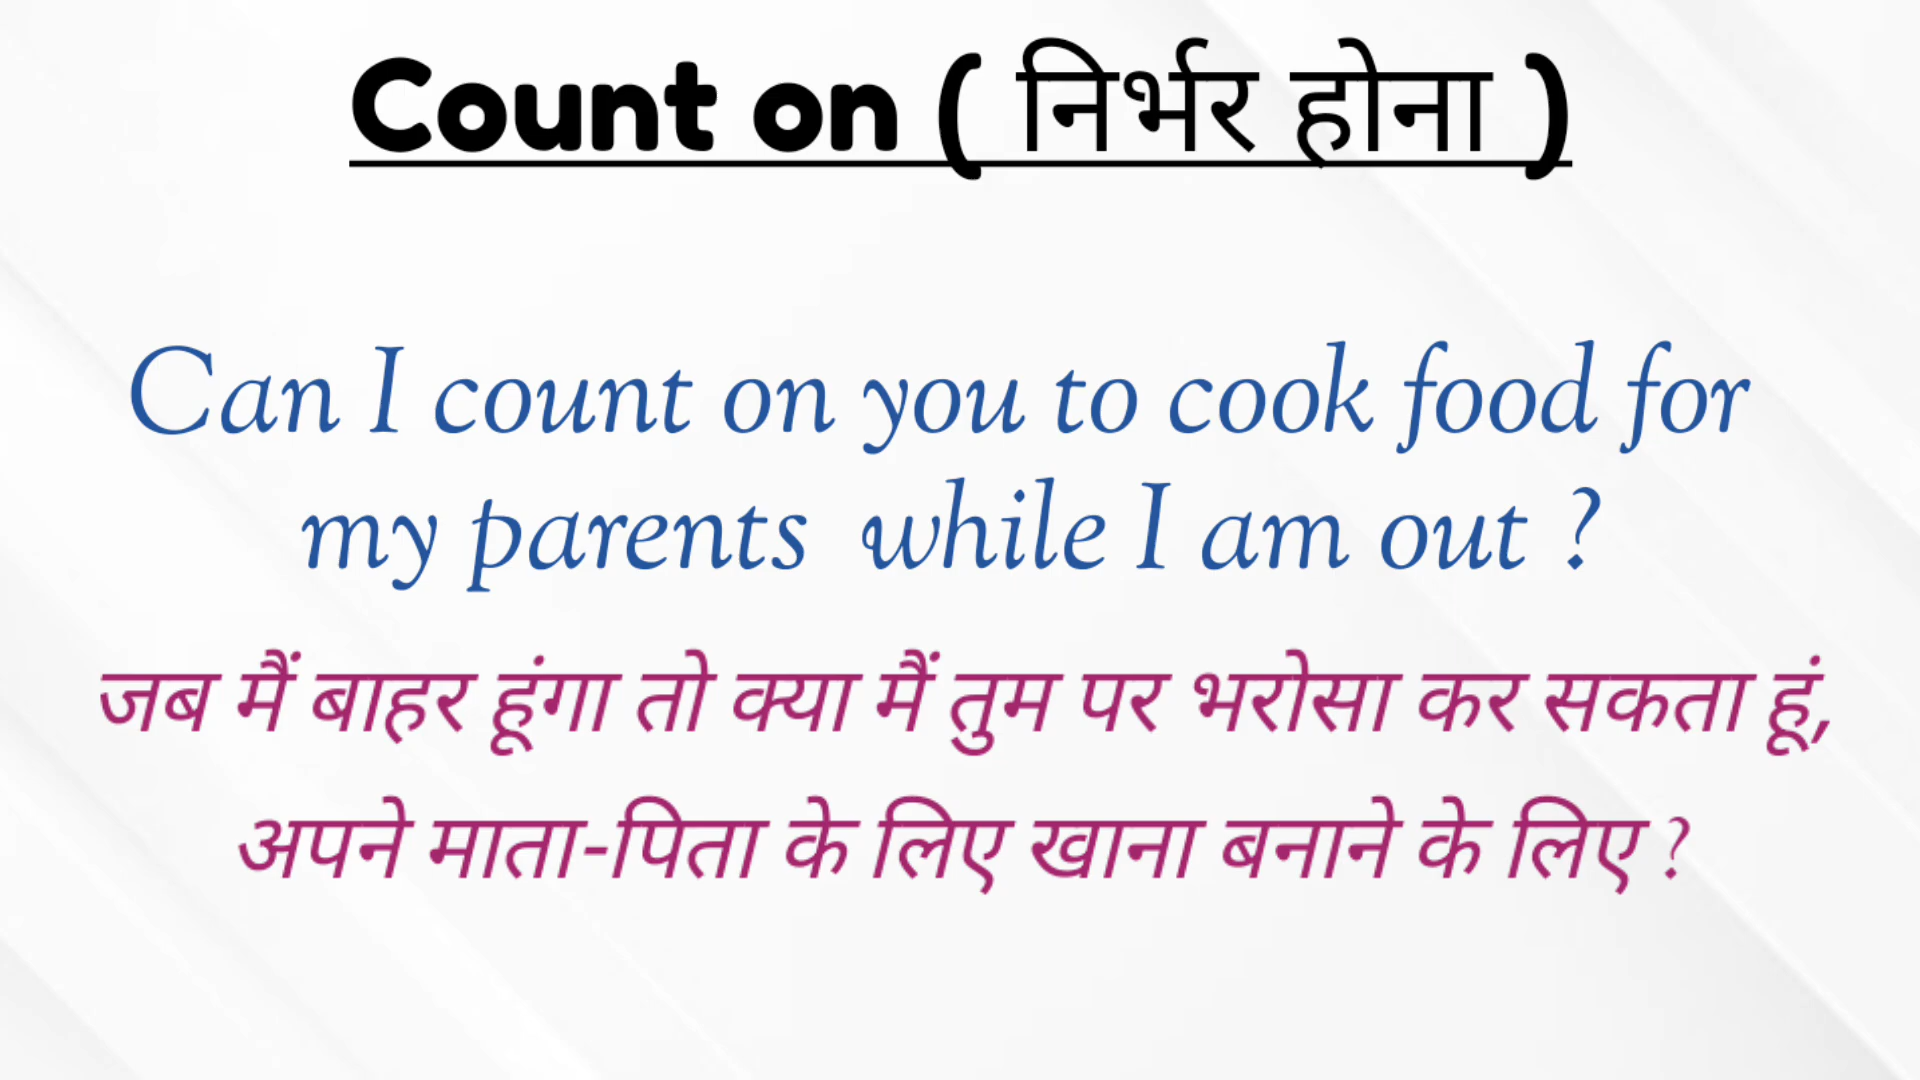 Count on ( निर्भर होना )
Can I count on you to cook food for
my parents while I am out ?
जब मैं बाहर हूंगा तो क्या मैं तुम पर भरोसा कर सकता हूं,
अपने माता-पिता के लिए खाना बनाने के लिए ?